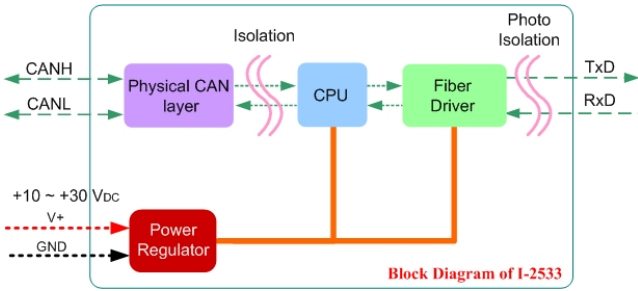 Photo
Isolation
Isolation
CANH
CANL
Physical CAN
layer
CPU
Fiber
Driver
TxD
RxD
+10 ~ +30 VDC
V+
GND
Power
Regulator
Block Diagram of I-2533